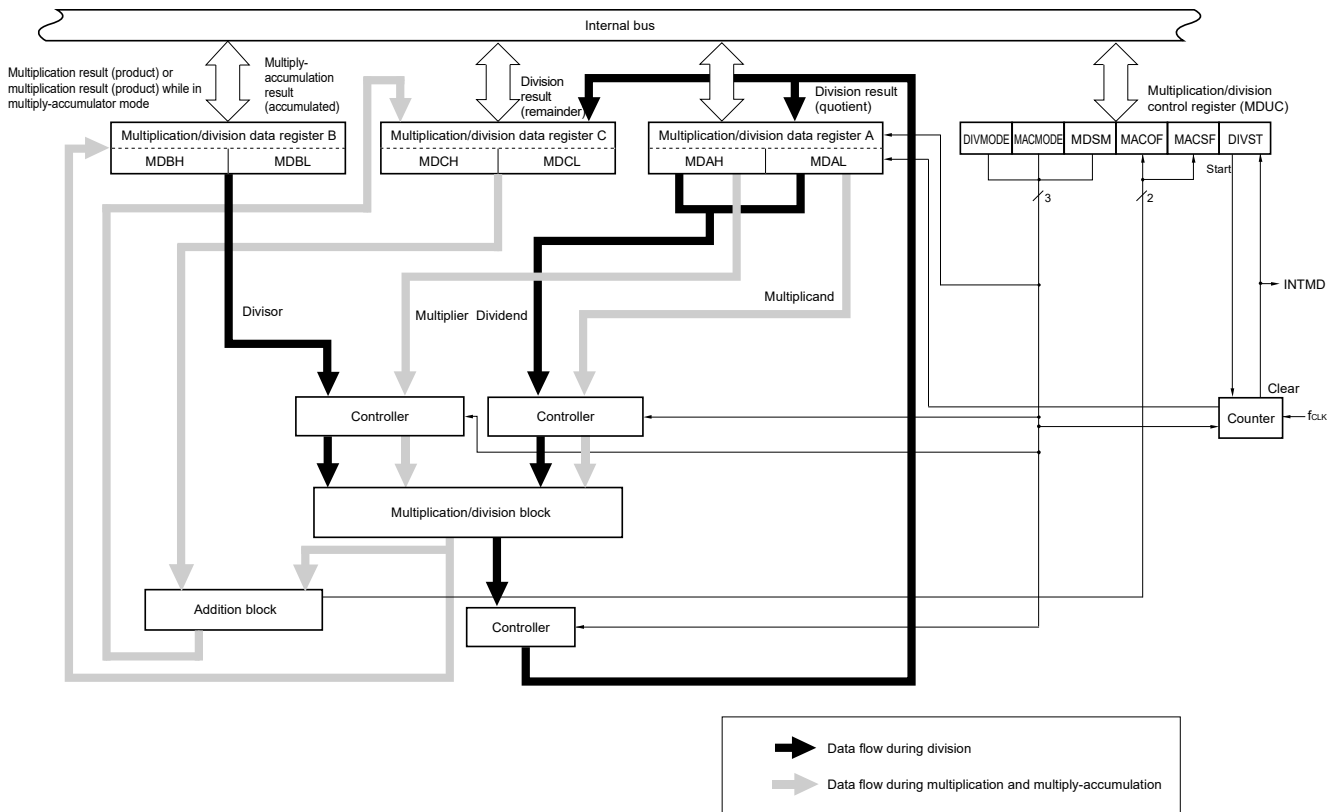 Internal bus
Multiplication result (product) or
multiplication result (product) while in
multiply-accumulator mode
Multiply-
accumulation
result
(accumulated)
Division
result
(remainder)
Division result
(quotient)
Multiplication/division
control register (MDUC)
Multiplication/division data register B
MDBH
MDBL
Multiplication/division data register C
MDCH
MDCL
Multiplication/division data register A
MDAH
MDAL
DIVMODE
MACMODE
MDSM
MACOF
MACSF
DIVST
Start
3
2
INTMD
Divisor
Multiplier
Dividend
Multiplicand
Clear
Controller
Controller
Counter
fCLK
Multiplication/division block
Addition block
Controller
Data flow during division
Data flow during multiplication and multiply-accumulation